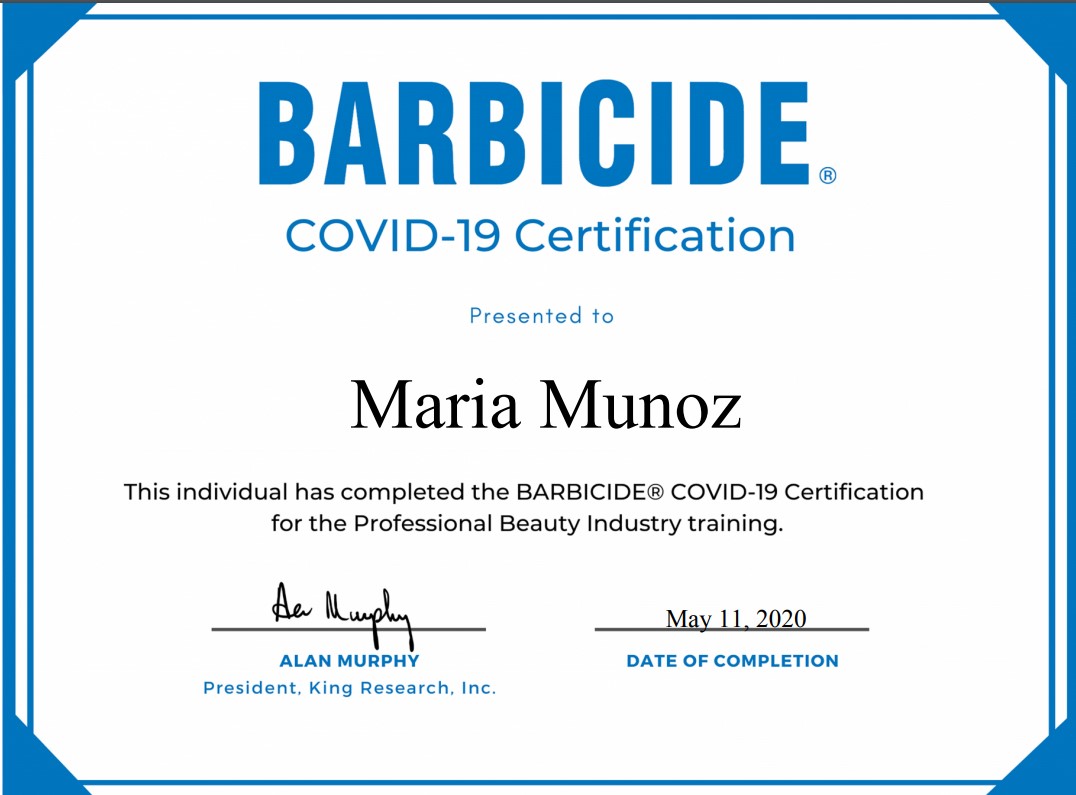 BARBICIDE®
COVID-19 Certification
Presented to
Maria Munoz
This individual has completed the BARBICIDE® COVID-19 Certification
for the Professional Beauty Industry training.
Alan Murphy
May 11, 2020
ALAN MURPHY
DATE OF COMPLETION
President, King Research, Inc.